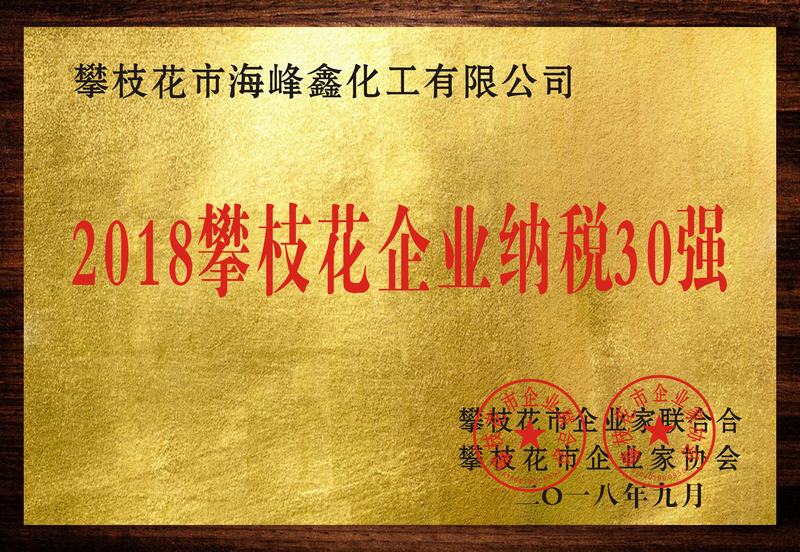 攀枝花市海峰鑫化工有限公司
2018攀枝花企业纳税30强
攀枝花市企业家联合合
攀枝花市企业家协会
二〇一八年九月